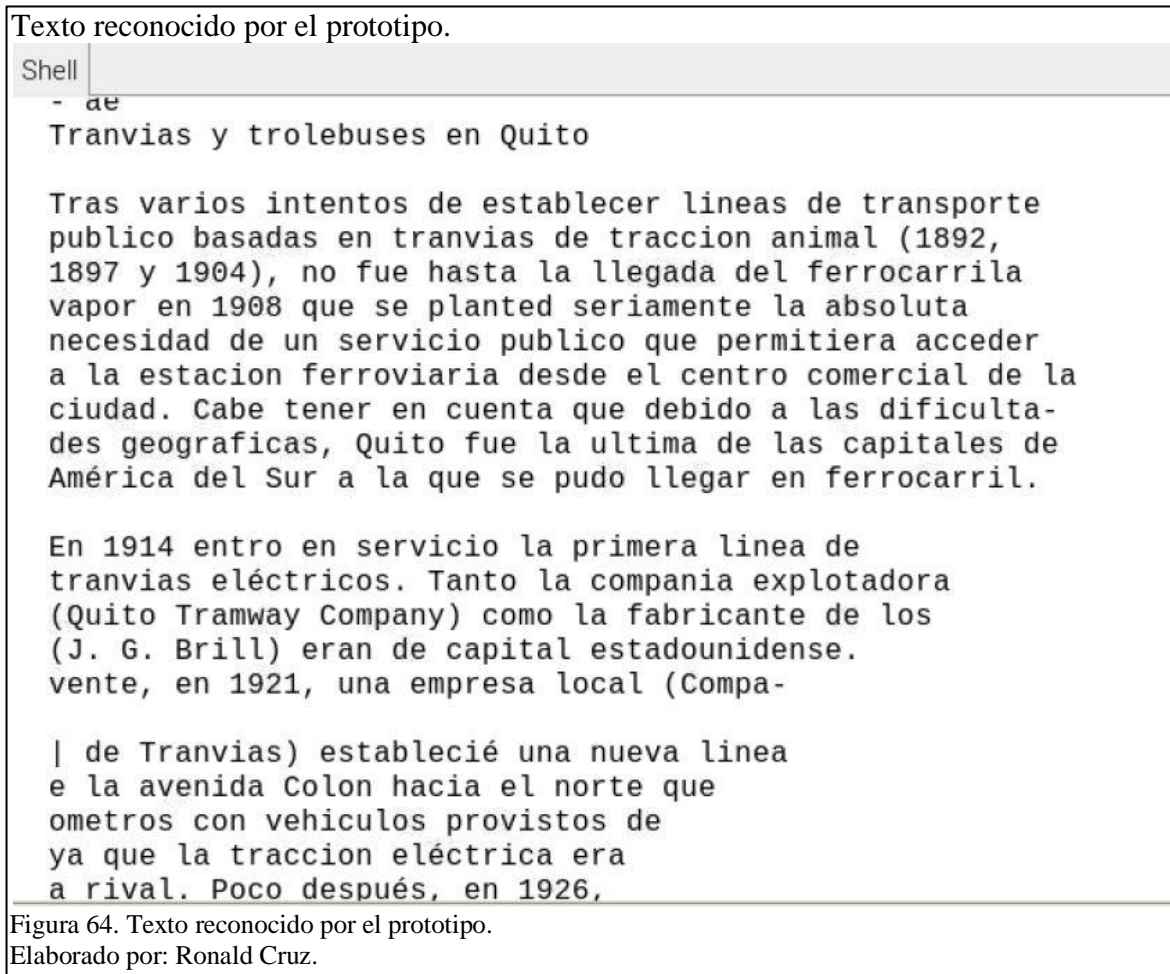 Texto reconocido por el prototipo.
Shell
- ae
Tranvias y trolebuses en Quito
Tras varios intentos de establecer lineas de transporte
publico basadas en tranvias de traccion animal (1892,
1897 y 1904), no fue hasta la llegada del ferrocarrila
vapor en 1908 que se planted seriamente la absoluta
necesidad de un servicio publico que permitiera acceder
a la estacion ferroviaria desde el centro comercial de la
ciudad. Cabe tener en cuenta que debido a las dificulta-
des geograficas, Quito fue la ultima de las capitales de
América del Sur a la que se pudo llegar en ferrocarril.
En 1914 entro en servicio la primera linea de
tranvias eléctricos. Tanto la compania explotadora
(Quito Tramway Company) como la fabricante de los
(J. G. Brill) eran de capital estadounidense.
vente, en 1921, una empresa local (Compa-
| de Tranvias) establecié una nueva linea
e la avenida Colon hacia el norte que
ometros con vehiculos provistos de
ya que la traccion eléctrica era
a rival. Poco después, en 1926,
Figura 64. Texto reconocido por el prototipo.
Elaborado por: Ronald Cruz.